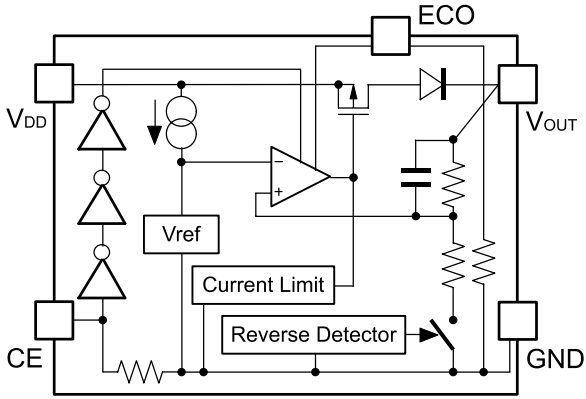 ECO
VDD
VOUT
−
+
Vref
Current Limit
Reverse Detector
CE
GND